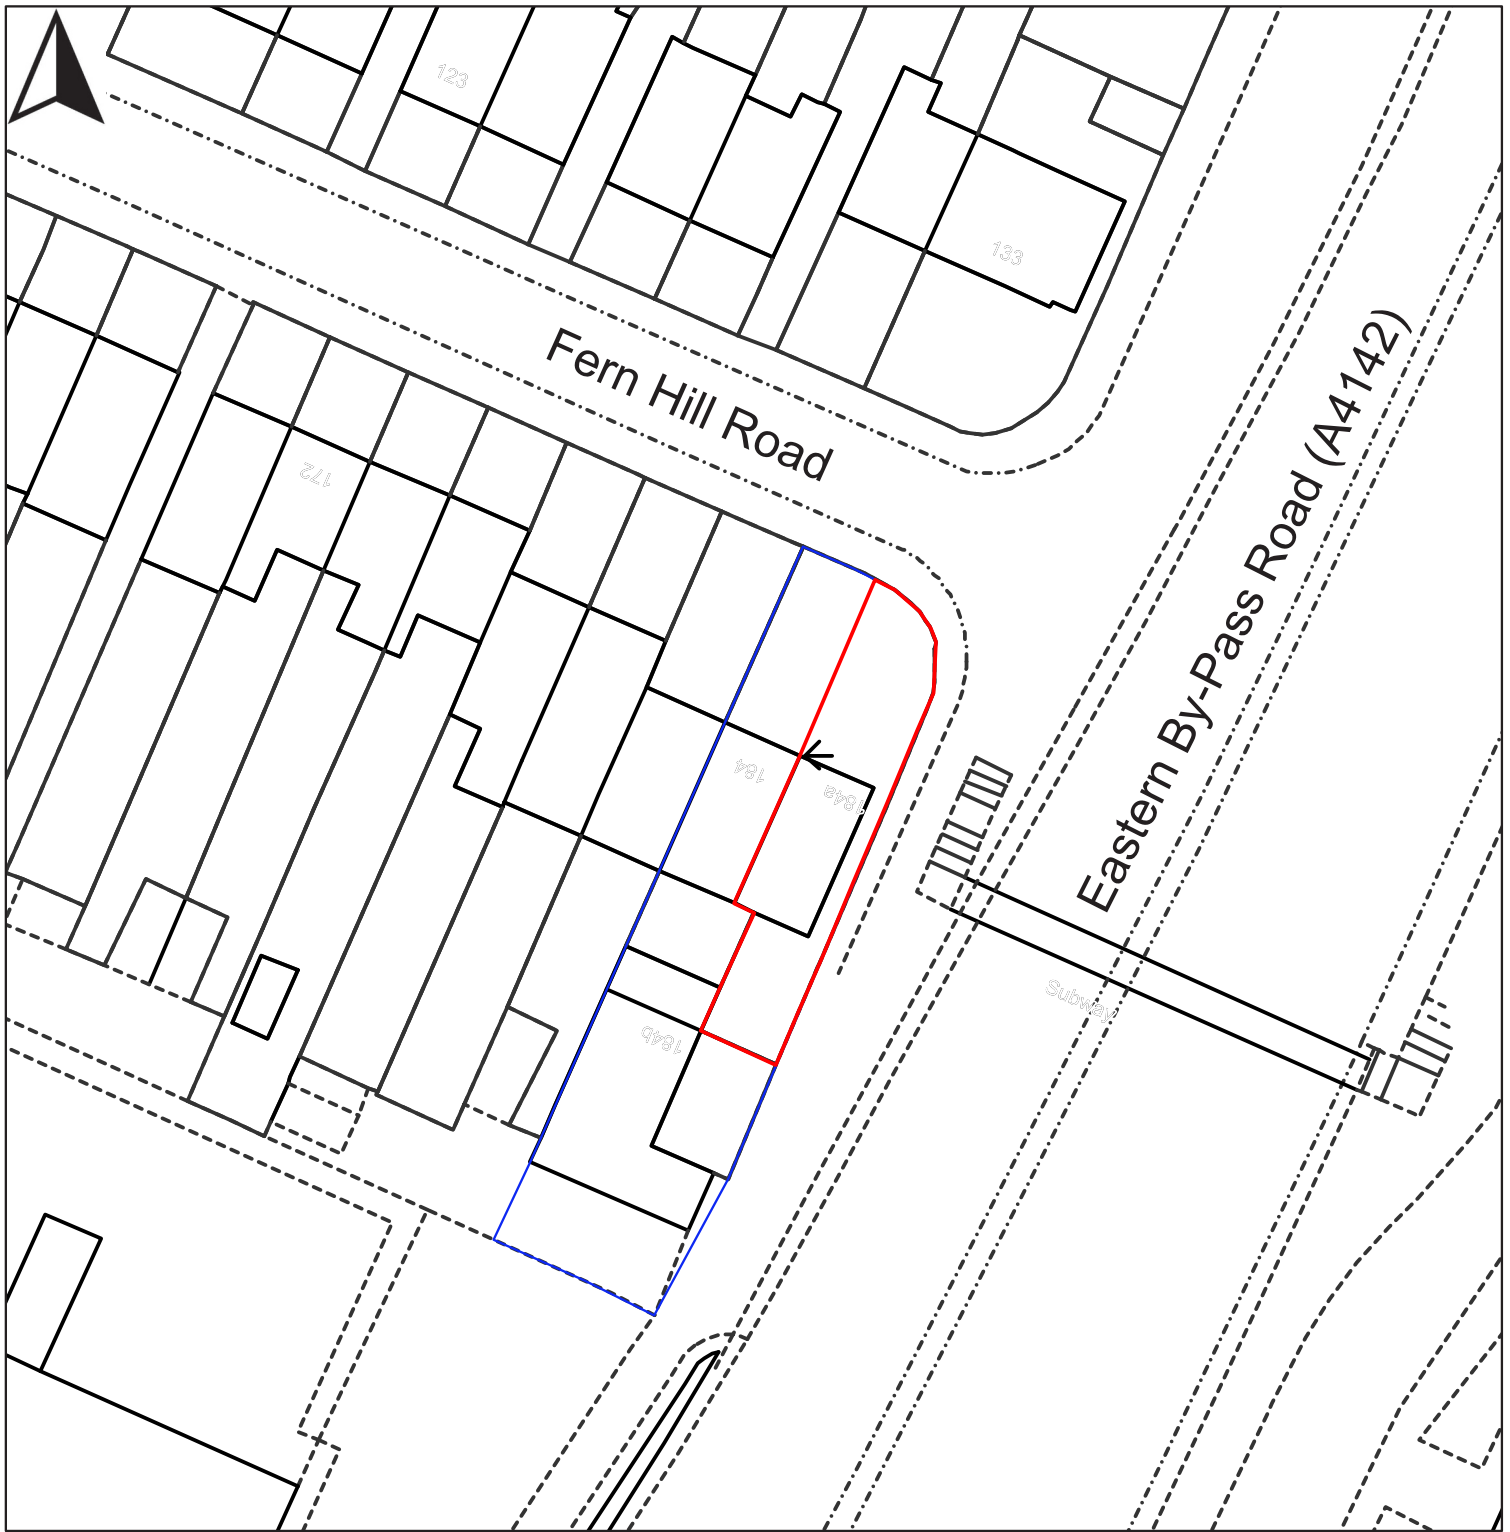 123
133
Fern Hill Road
Eastern By-Pass Road (A4142)
172
184
184a
Subway
184b